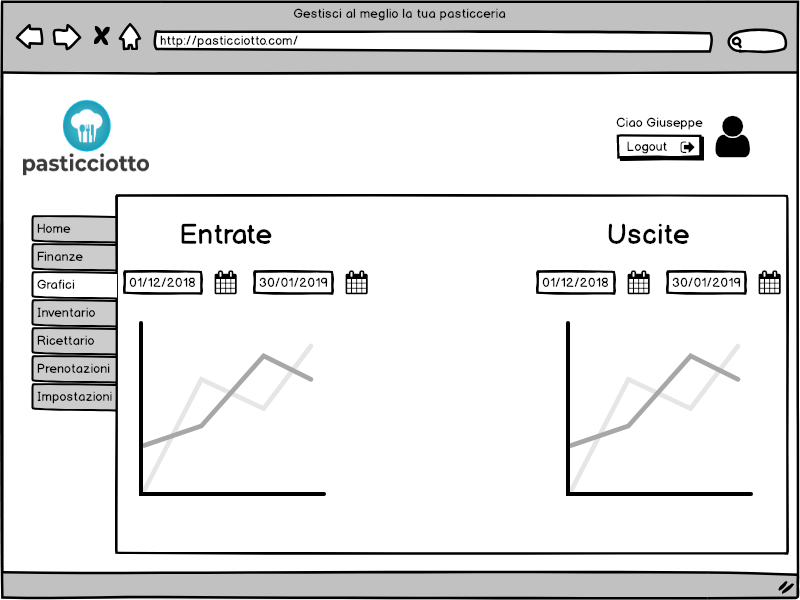 Gestisci al meglio la tua pasticceria
http://pasticciotto.com/
pasticciotto
Ciao Giuseppe
Logout
Home
Finanze
Grafici
Inventario
Ricettario
Prenotazioni
Impostazioni
Entrate
01/12/2018
30/01/2019
Uscite
01/12/2018
30/01/2019